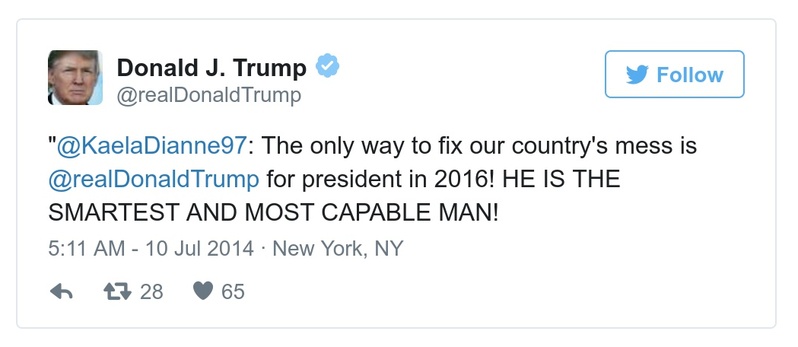 Donald J. Trump
@realDonaldTrump
Follow
"@KaelaDianne97: The only way to fix our country's mess is
@realDonaldTrump for president in 2016! HE IS THE
SMARTEST AND MOST CAPABLE MAN!
5:11 AM - 10 Jul 2014 · New York, NY
28 65